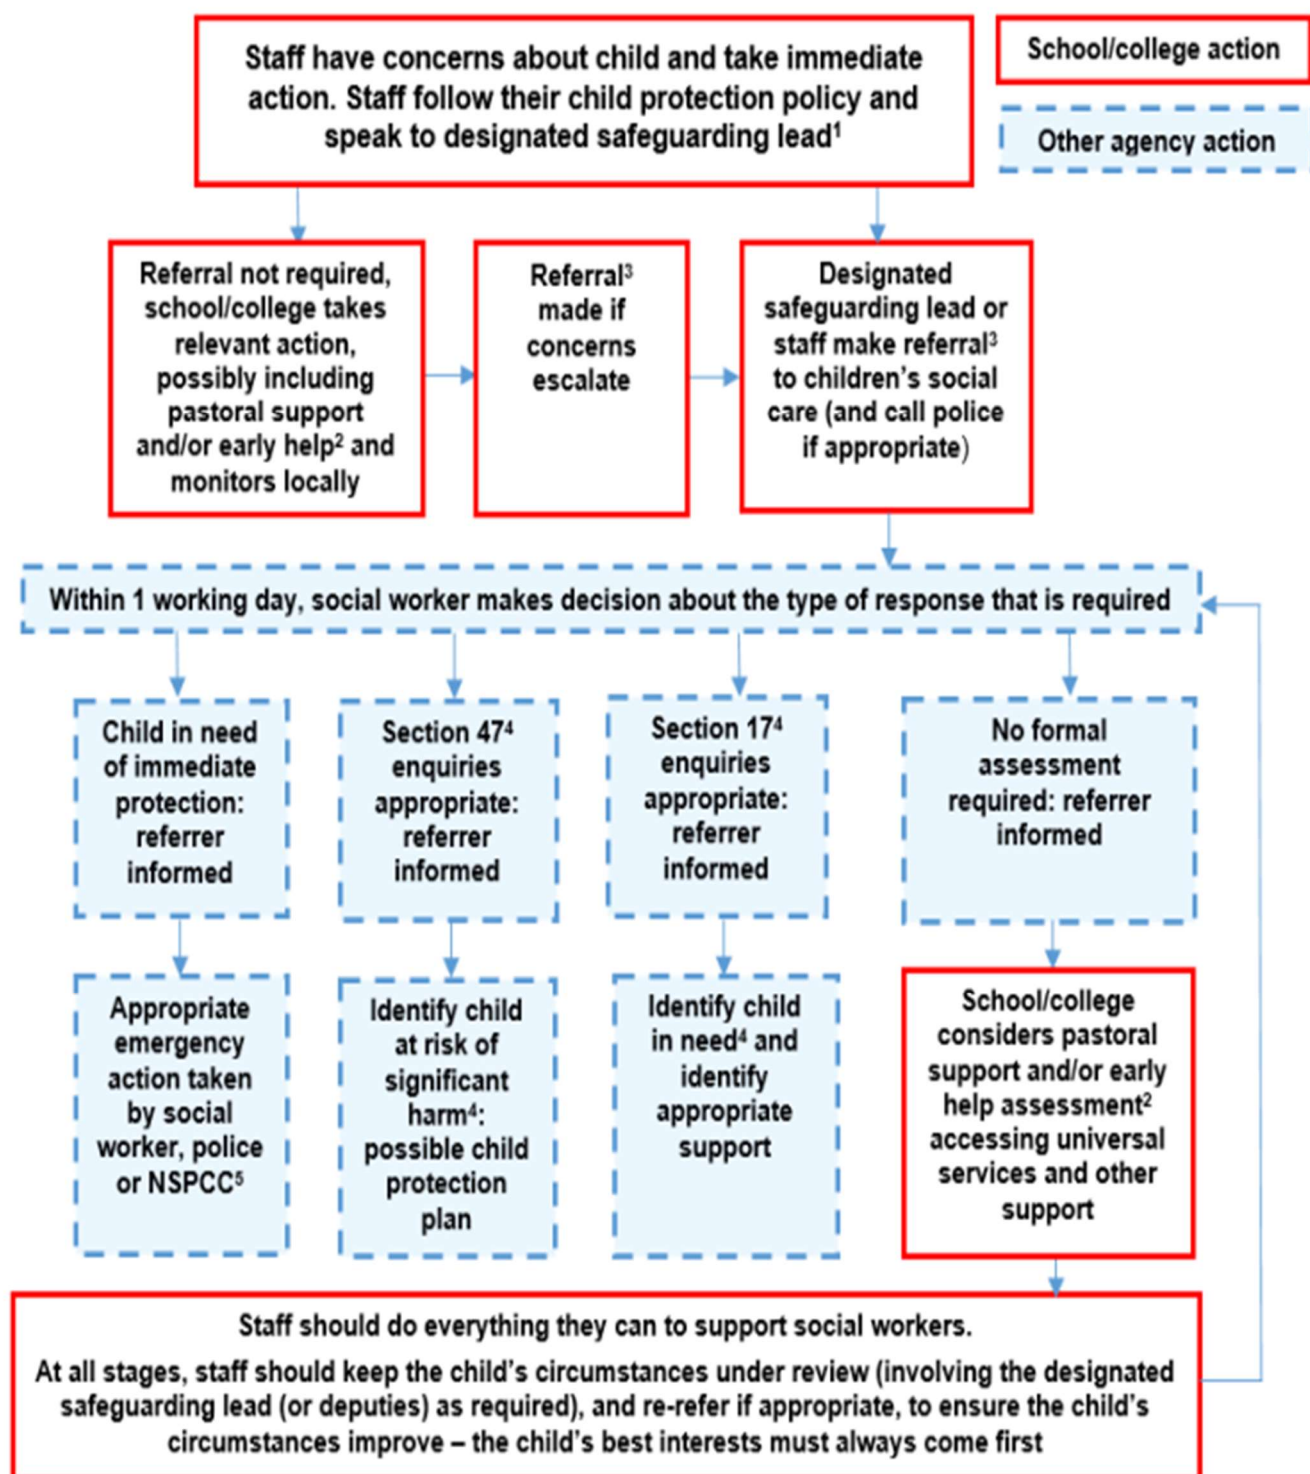 Staff have concerns about child and take immediate
action. Staff follow their child protection policy and
speak to designated safeguarding lead¹
School/college action
Other agency action
Referral not required,
school/college takes
relevant action,
possibly including
pastoral support
and/or early help² and
monitors locally
Referral³
made if
concerns
escalate
Designated
safeguarding lead or
staff make referral³
to children’s social
care (and call police
if appropriate)
Within 1 working day, social worker makes decision about the type of response that is required
Child in need
of immediate
protection:
referrer
informed
Section 47⁴
enquiries
appropriate:
referrer
informed
Section 17⁴
enquiries
appropriate:
referrer
informed
No formal
assessment
required: referrer
informed
Appropriate
emergency
action taken
by social
worker, police
or NSPCC⁵
Identify child
at risk of
significant
harm⁴:
possible child
protection
plan
Identify child
in need⁴ and
identify
appropriate
support
School/college
considers pastoral
support and/or early
help assessment²
accessing universal
services and other
support
Staff should do everything they can to support social workers.
At all stages, staff should keep the child’s circumstances under review (involving the designated
safeguarding lead (or deputies) as required), and re-refer if appropriate, to ensure the child’s
circumstances improve – the child’s best interests must always come first